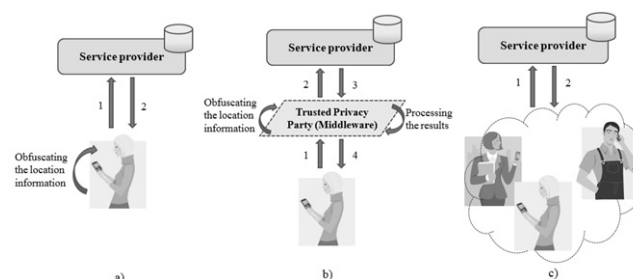 Service provider
1
2
Obfuscating
the location
information
a)
Service provider
2
3
Obfuscating
the location
information
Trusted Privacy
Party (Middleware)
Processing
the results
1
4
b)
Service provider
1
2
c)